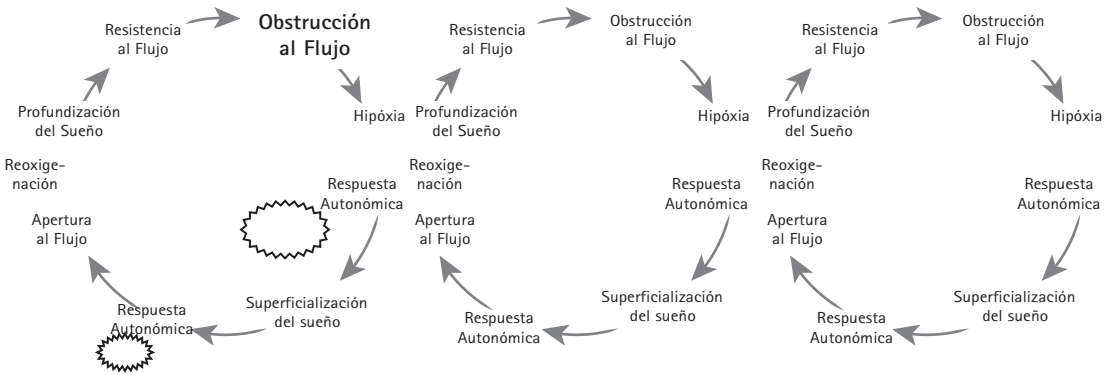 Resistencia
al Flujo
Obstrucción
al Flujo
Hipóxia
Profundización
del Sueño
Reoxige-
nación
Apertura
al Flujo
Respuesta
Autonómica
Superficialización
del sueño
Respuesta
Autonómica
Resistencia
al Flujo
Obstrucción
al Flujo
Hipóxia
Profundización
del Sueño
Reoxige-
nación
Apertura
al Flujo
Respuesta
Autonómica
Superficialización
del sueño
Respuesta
Autonómica
Resistencia
al Flujo
Obstrucción
al Flujo
Hipóxia
Profundización
del Sueño
Reoxige-
nación
Apertura
al Flujo
Respuesta
Autonómica
Superficialización
del sueño
Respuesta
Autonómica